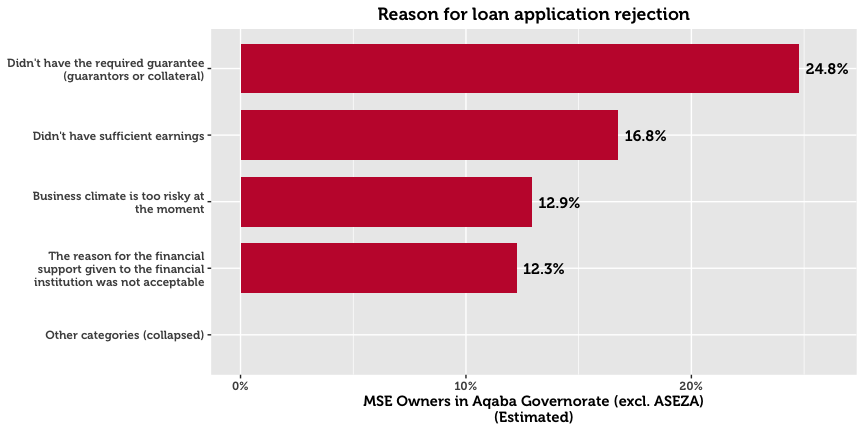 Reason for loan application rejection
Didn't have the required guarantee
(guarantors or collateral)
24.8%
Didn't have sufficient earnings
16.8%
Business climate is too risky at
the moment
12.9%
The reason for the financial
support given to the financial
institution was not acceptable
12.3%
Other categories (collapsed)
0%
10%
20%
MSE Owners in Aqaba Governorate (excl. ASEZA)
(Estimated)